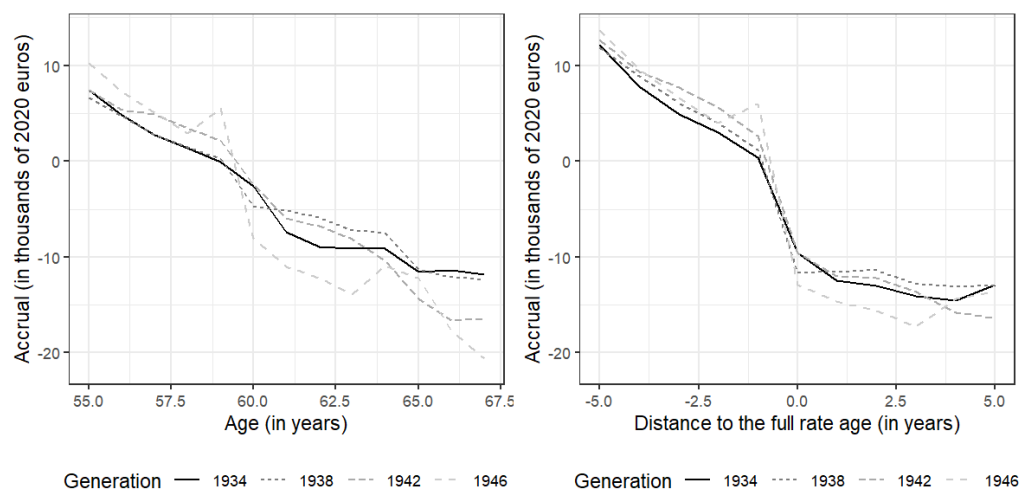 Accrual (in thousands of 2020 euros)
10
0
-10
-20
55.0 57.5 60.0 62.5 65.0 67.5
Age (in years)
Generation 1934 1938 1942 1946
Accrual (in thousands of 2020 euros)
10
0
-10
-20
-5.0 -2.5 0.0 2.5 5.0
Distance to the full rate age (in years)
Generation 1934 1938 1942 1946